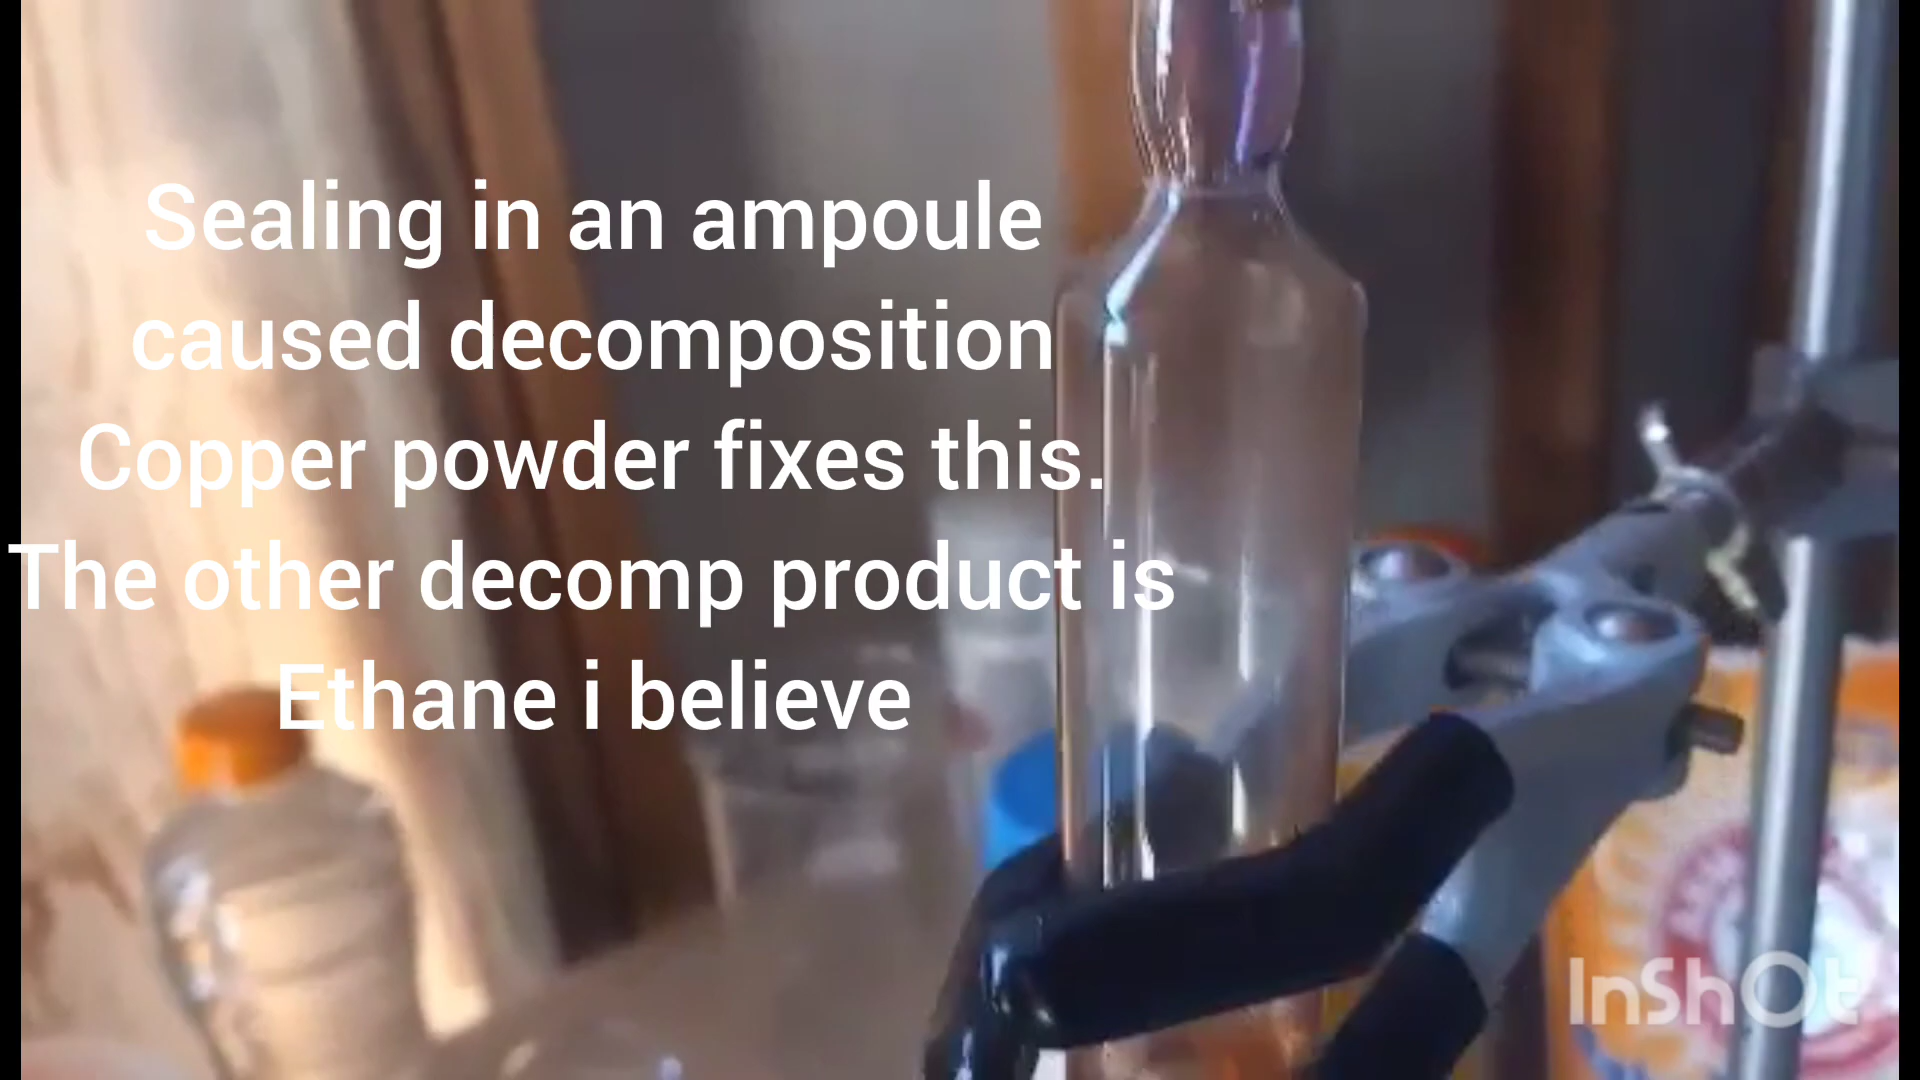 Sealing in an ampoule
caused decomposition
Copper powder fixes this.
The other decomp product is
Ethane i believe
InShOt